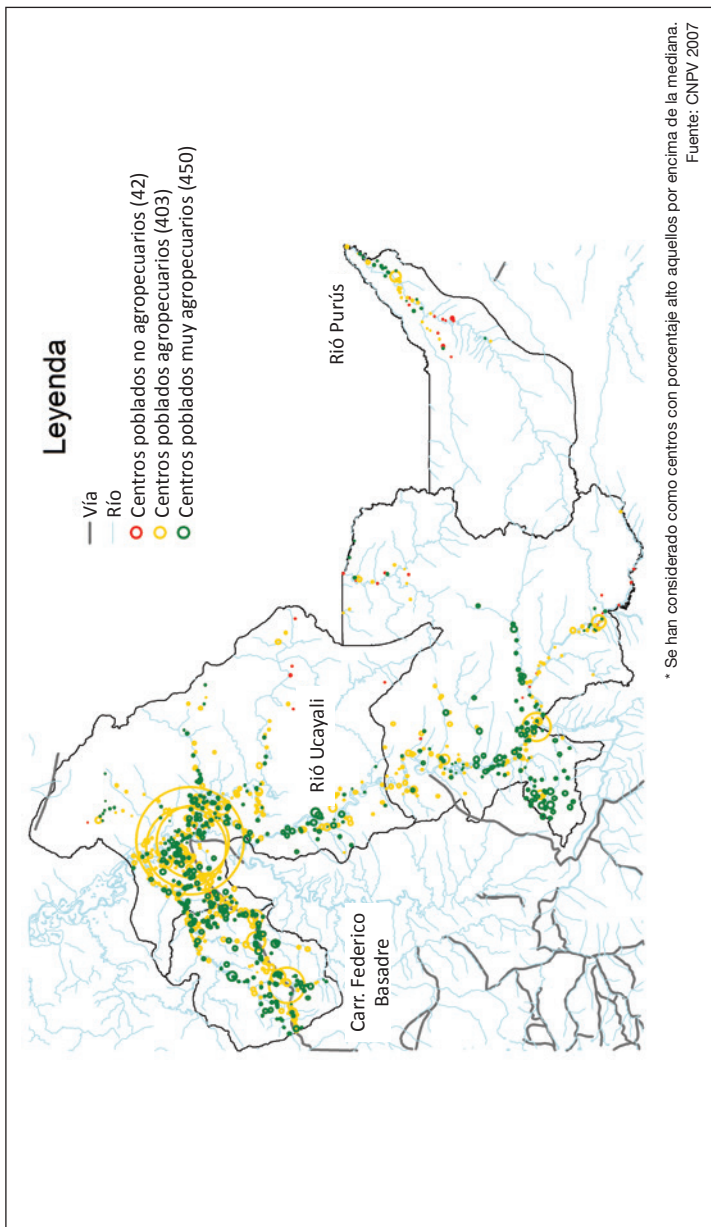 Leyenda
Vía
Río
Centros poblados no agropecuarios (42)
Centros poblados agropecuarios (403)
Centros poblados muy agropecuarios (450)
Rió Purús
Rió Ucayali
Carr. Federico
Basadre
* Se han considerado como centros con porcentaje alto aquellos por encima de la mediana.
Fuente: CNPV 2007